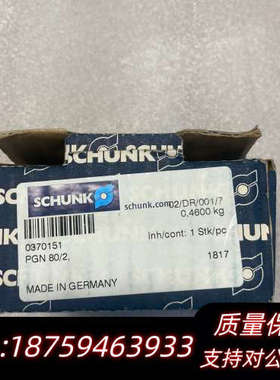 SCHUNK
SCHUNK
schunk.com
02/DR/001/?
0.4600 kg
0370151
Inh/cont: 1 Stk/pc
PGN 80/2,
1817
MADE IN GERMANY
质量保
:18759463933
支持对公